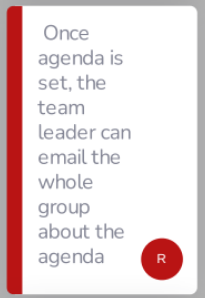 Once
agenda is
set, the
team
leader can
email the
whole
group
about the
agenda
R